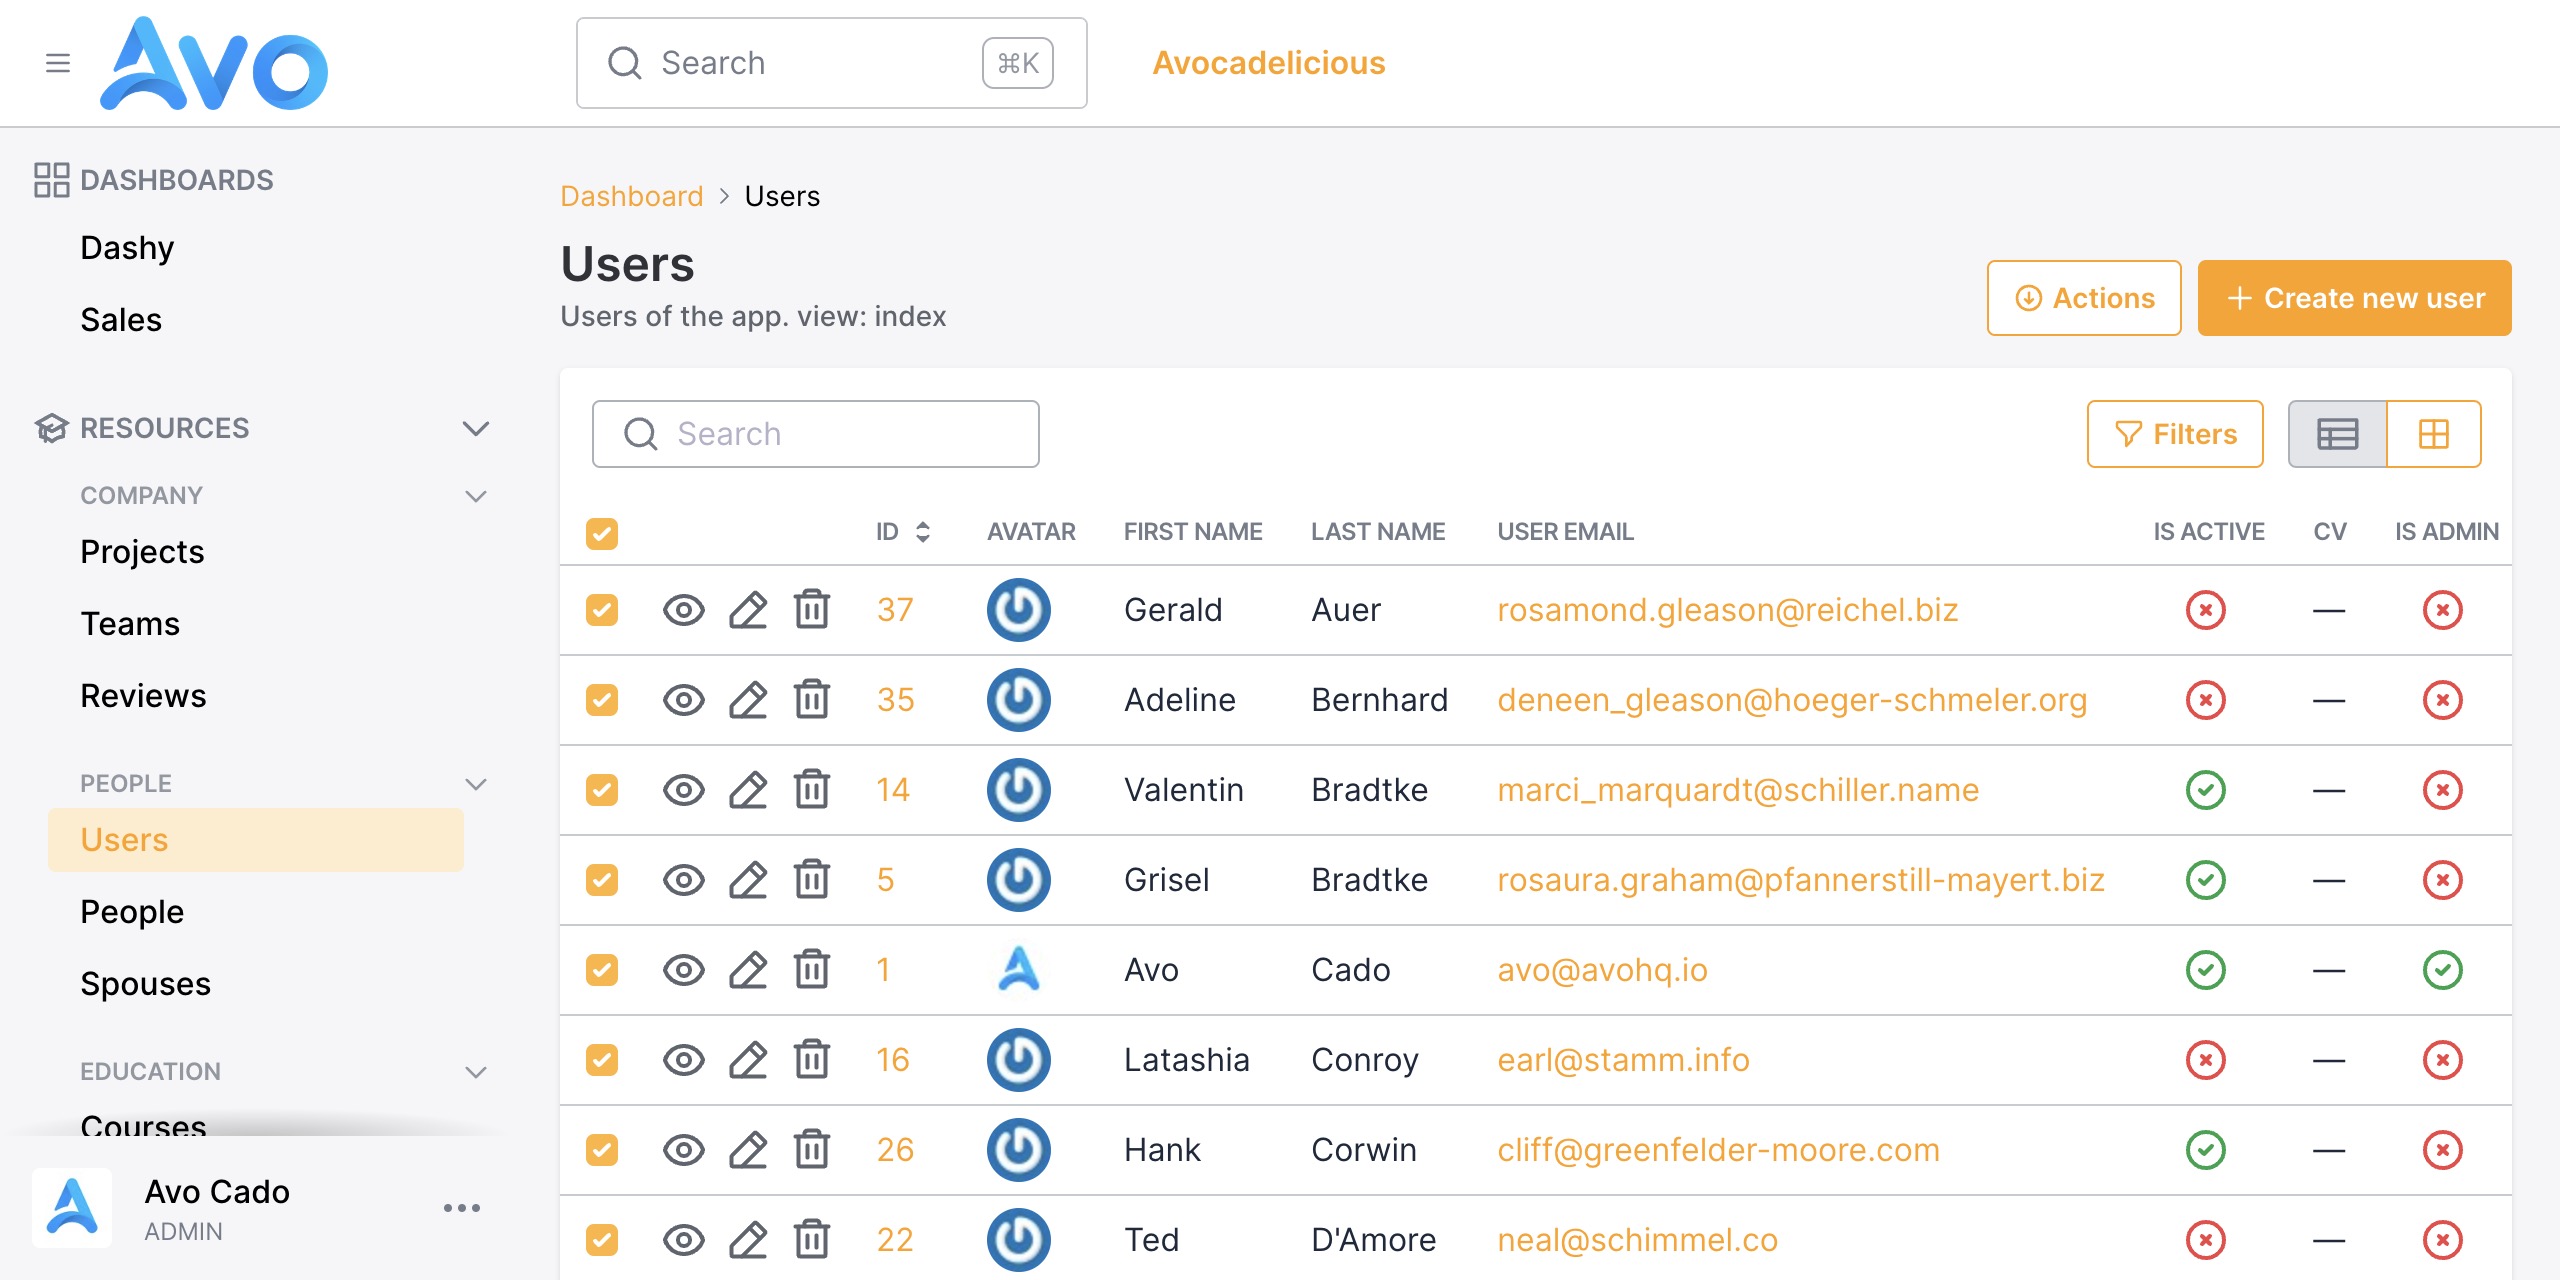 Avo
Search ⌘K
Avocadelicious
DASHBOARDS
Dashy
Sales
RESOURCES
COMPANY
Projects
Teams
Reviews
PEOPLE
Users
People
Spouses
EDUCATION
Courses
Avo Cado
ADMIN
Dashboard > Users
Users
Users of the app. view: index
Actions
+ Create new user
Search
Filters
ID AVATAR FIRST NAME LAST NAME USER EMAIL IS ACTIVE CV IS ADMIN
37 Gerald Auer rosamond.gleason@reichel.biz —
35 Adeline Bernhard deneen_gleason@hoeger-schmeler.org —
14 Valentin Bradtke marci_marquardt@schiller.name —
5 Grisel Bradtke rosaura.graham@pfannerstill-mayert.biz —
1 Avo Cado avo@avohq.io —
16 Latashia Conroy earl@stamm.info —
26 Hank Corwin cliff@greenfelder-moore.com —
22 Ted D'Amore neal@schimmel.co —